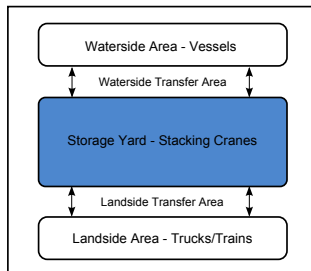 Waterside Area - Vessels
Waterside Transfer Area
Storage Yard - Stacking Cranes
Landside Transfer Area
Landside Area - Trucks/Trains